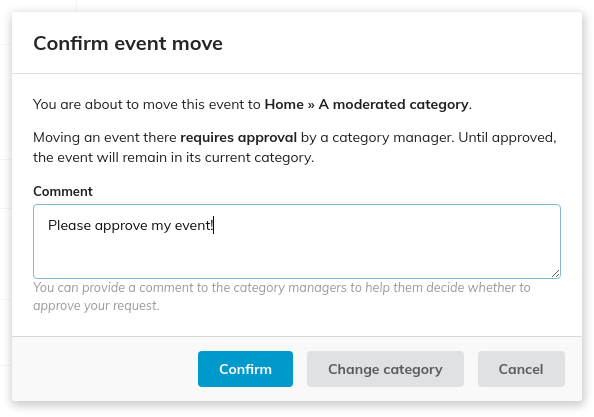 Confirm event move
You are about to move this event to Home » A moderated category.
Moving an event there requires approval by a category manager. Until approved,
the event will remain in its current category.
Comment
Please approve my event!
You can provide a comment to the category managers to help them decide whether to
approve your request.
Confirm
Change category
Cancel